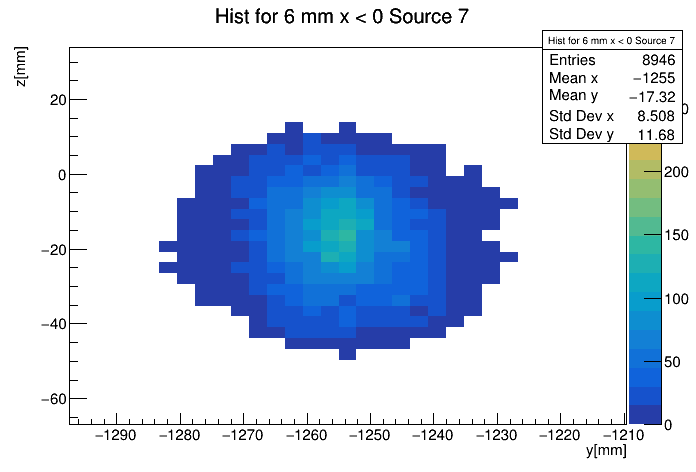 Hist for 6 mm x < 0 Source 7
z[mm]
Hist for 6 mm x < 0 Source 7
Entries 8946
Mean x −1255
Mean y −17.32
Std Dev x 8.508
Std Dev y 11.68
20
0
−20
−40
−60
0
200
150
100
50
0
−1290 −1280 −1270 −1260 −1250 −1240 −1230 −1220 −1210
y[mm]